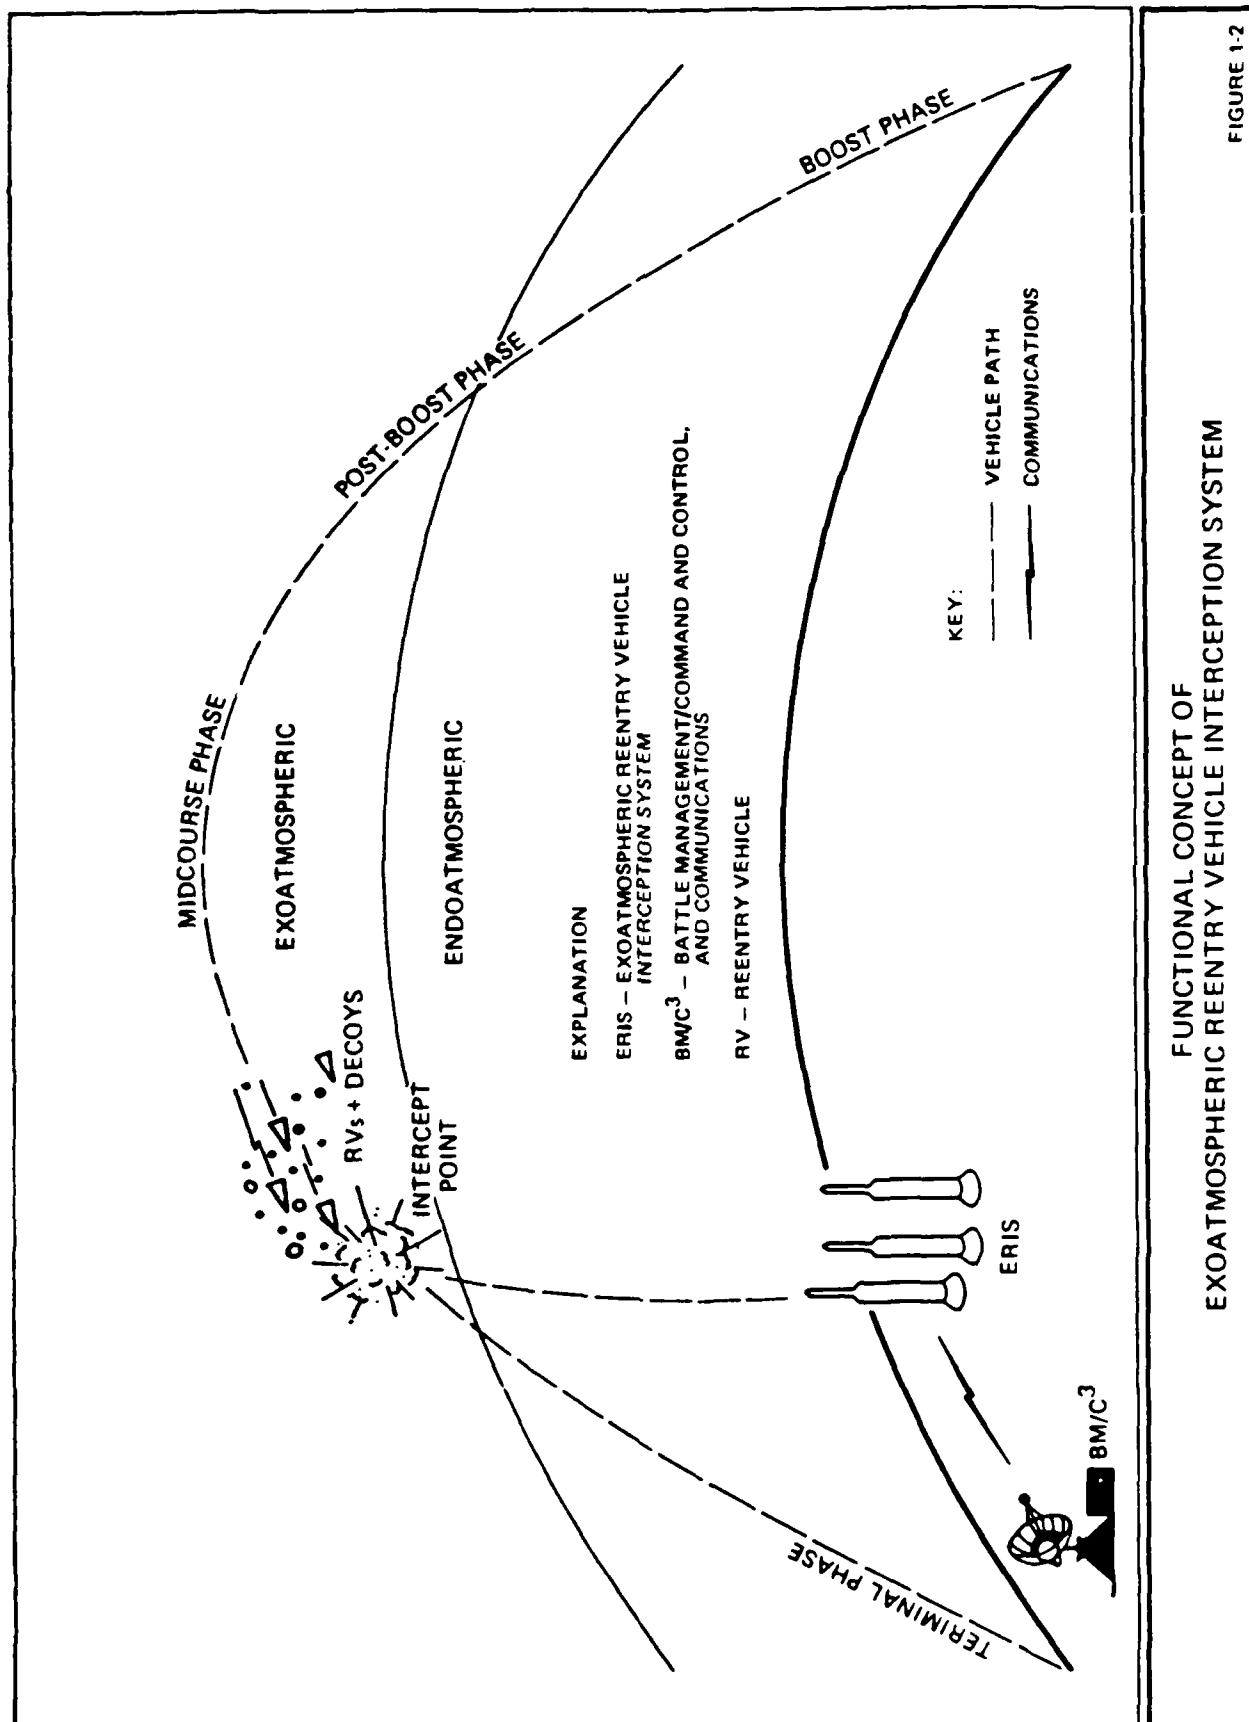 MIDCOURSE PHASE
POST-BOOST PHASE
BOOST PHASE
EXOATMOSPHERIC
RVs + DECOYS
INTERCEPT
POINT
ENDOATMOSPHERIC
EXPLANATION
ERIS – EXOATMOSPHERIC REENTRY VEHICLE
INTERCEPTION SYSTEM
BM/C³ – BATTLE MANAGEMENT/COMMAND AND CONTROL,
AND COMMUNICATIONS
RV – REENTRY VEHICLE
TERIMINAL PHASE
ERIS
BM/C³
KEY:
VEHICLE PATH
COMMUNICATIONS
FUNCTIONAL CONCEPT OF
EXOATMOSPHERIC REENTRY VEHICLE INTERCEPTION SYSTEM
FIGURE 1-2